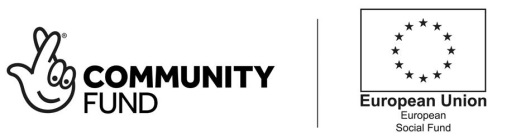 COMMUNITY
FUND
European Union
European
Social Fund